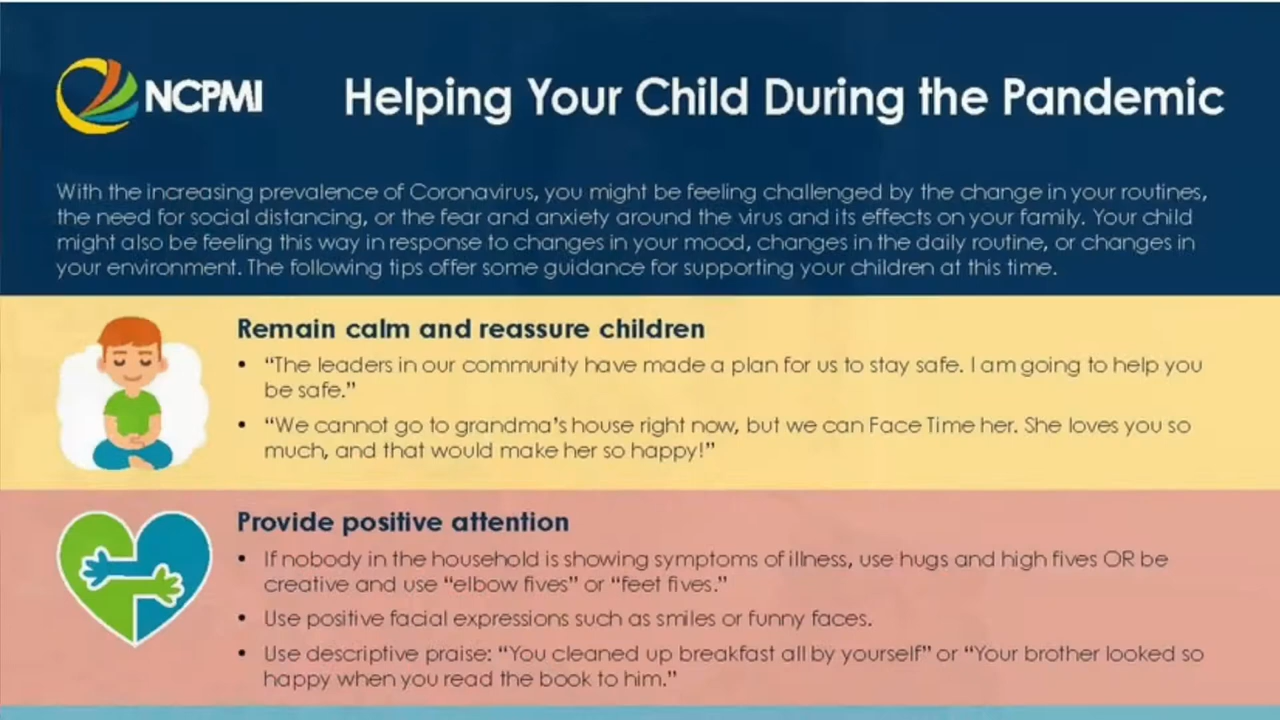 NCPMI
Helping Your Child During the Pandemic
With the increasing prevalence of Coronavirus, you might be feeling challenged by the change in your routines,
the need for social distancing, or the fear and anxiety around the virus and its effects on your family. Your child
might also be feeling this way in response to changes in your mood, changes in the daily routine, or changes in
your environment. The following tips offer some guidance for supporting your children at this time.
Remain calm and reassure children
• “The leaders in our community have made a plan for us to stay safe. I am going to help you
be safe.”
• “We cannot go to grandma’s house right now, but we can Face Time her. She loves you so
much, and that would make her so happy!”
Provide positive attention
• If nobody in the household is showing symptoms of illness, use hugs and high fives OR be
creative and use “elbow fives” or “feet fives.”
• Use positive facial expressions such as smiles or funny faces.
• Use descriptive praise: “You cleaned up breakfast all by yourself” or “Your brother looked so
happy when you read the book to him.”